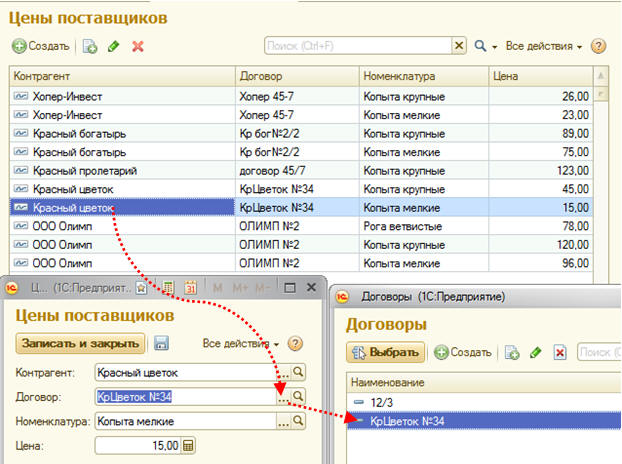 Цены поставщиков
Создать Поиск (Ctrl+F) Все действия
Контрагент Договор Номенклатура Цена
Хопер-Инвест Хопер 45-7 Копыта крупные 26,00
Хопер-Инвест Хопер 45-7 Копыта мелкие 23,00
Красный богатырь Кр бог№2/2 Копыта крупные 89,00
Красный богатырь Кр бог№2/2 Копыта мелкие 75,00
Красный пролетарий договор 45/7 Копыта крупные 123,00
Красный цветок КрЦветок №34 Копыта крупные 45,00
Красный цветок КрЦветок №34 Копыта мелкие 15,00
ООО Олимп ОЛИМП №2 Рога ветвистые 78,00
ООО Олимп ОЛИМП №2 Копыта крупные 120,00
ООО Олимп ОЛИМП №2 Копыта мелкие 96,00
Ц... (1С:Предприят.. M M+ M-
Цены поставщиков
Записать и закрыть Все действия
Контрагент: Красный цветок
Договор: КрЦветок №34
Номенклатура: Копыта мелкие
Цена: 15,00
Договоры (1С:Предприятие)
Договоры
Выбрать Создать Поиск (C
Наименование
12/3
КрЦветок №34